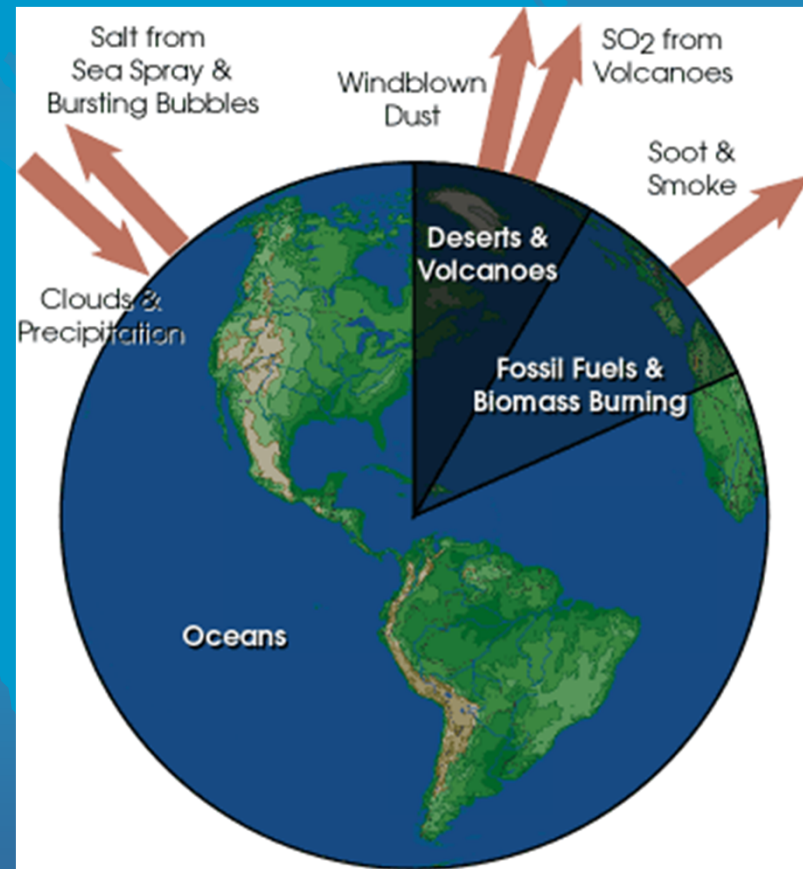 Salt from
Sea Spray &
Bursting Bubbles
Windblown
Dust
SO2 from
Volcanoes
Soot &
Smoke
Clouds &
Precipitation
Deserts &
Volcanoes
Fossil Fuels &
Biomass Burning
Oceans